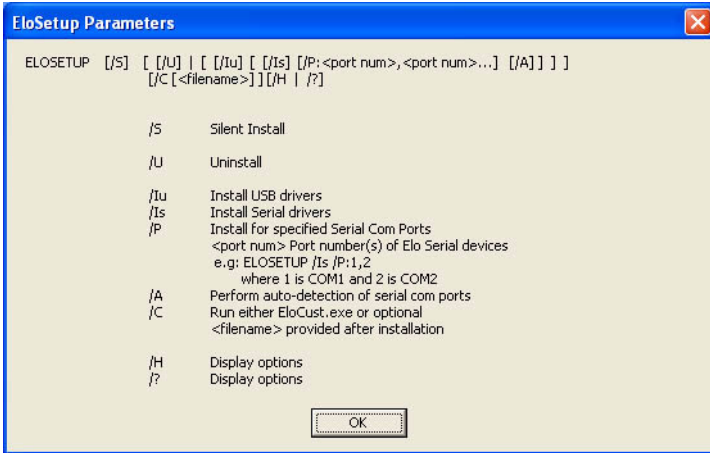 EloSetup Parameters
ELOSETUP [/S] [ [/U] | [ [/Iu] [ [/Is] [/P:<port num>,<port num>...] [/A] ] ] ]
[/C [<filename>] ] [/H | /?]
/S Silent Install
/U Uninstall
/Iu Install USB drivers
/Is Install Serial drivers
/P Install for specified Serial Com Ports
<port num> Port number(s) of Elo Serial devices
e.g: ELOSETUP /Is /P:1,2
where 1 is COM1 and 2 is COM2
/A Perform auto-detection of serial com ports
/C Run either EloCust.exe or optional
<filename> provided after installation
/H Display options
/? Display options
OK